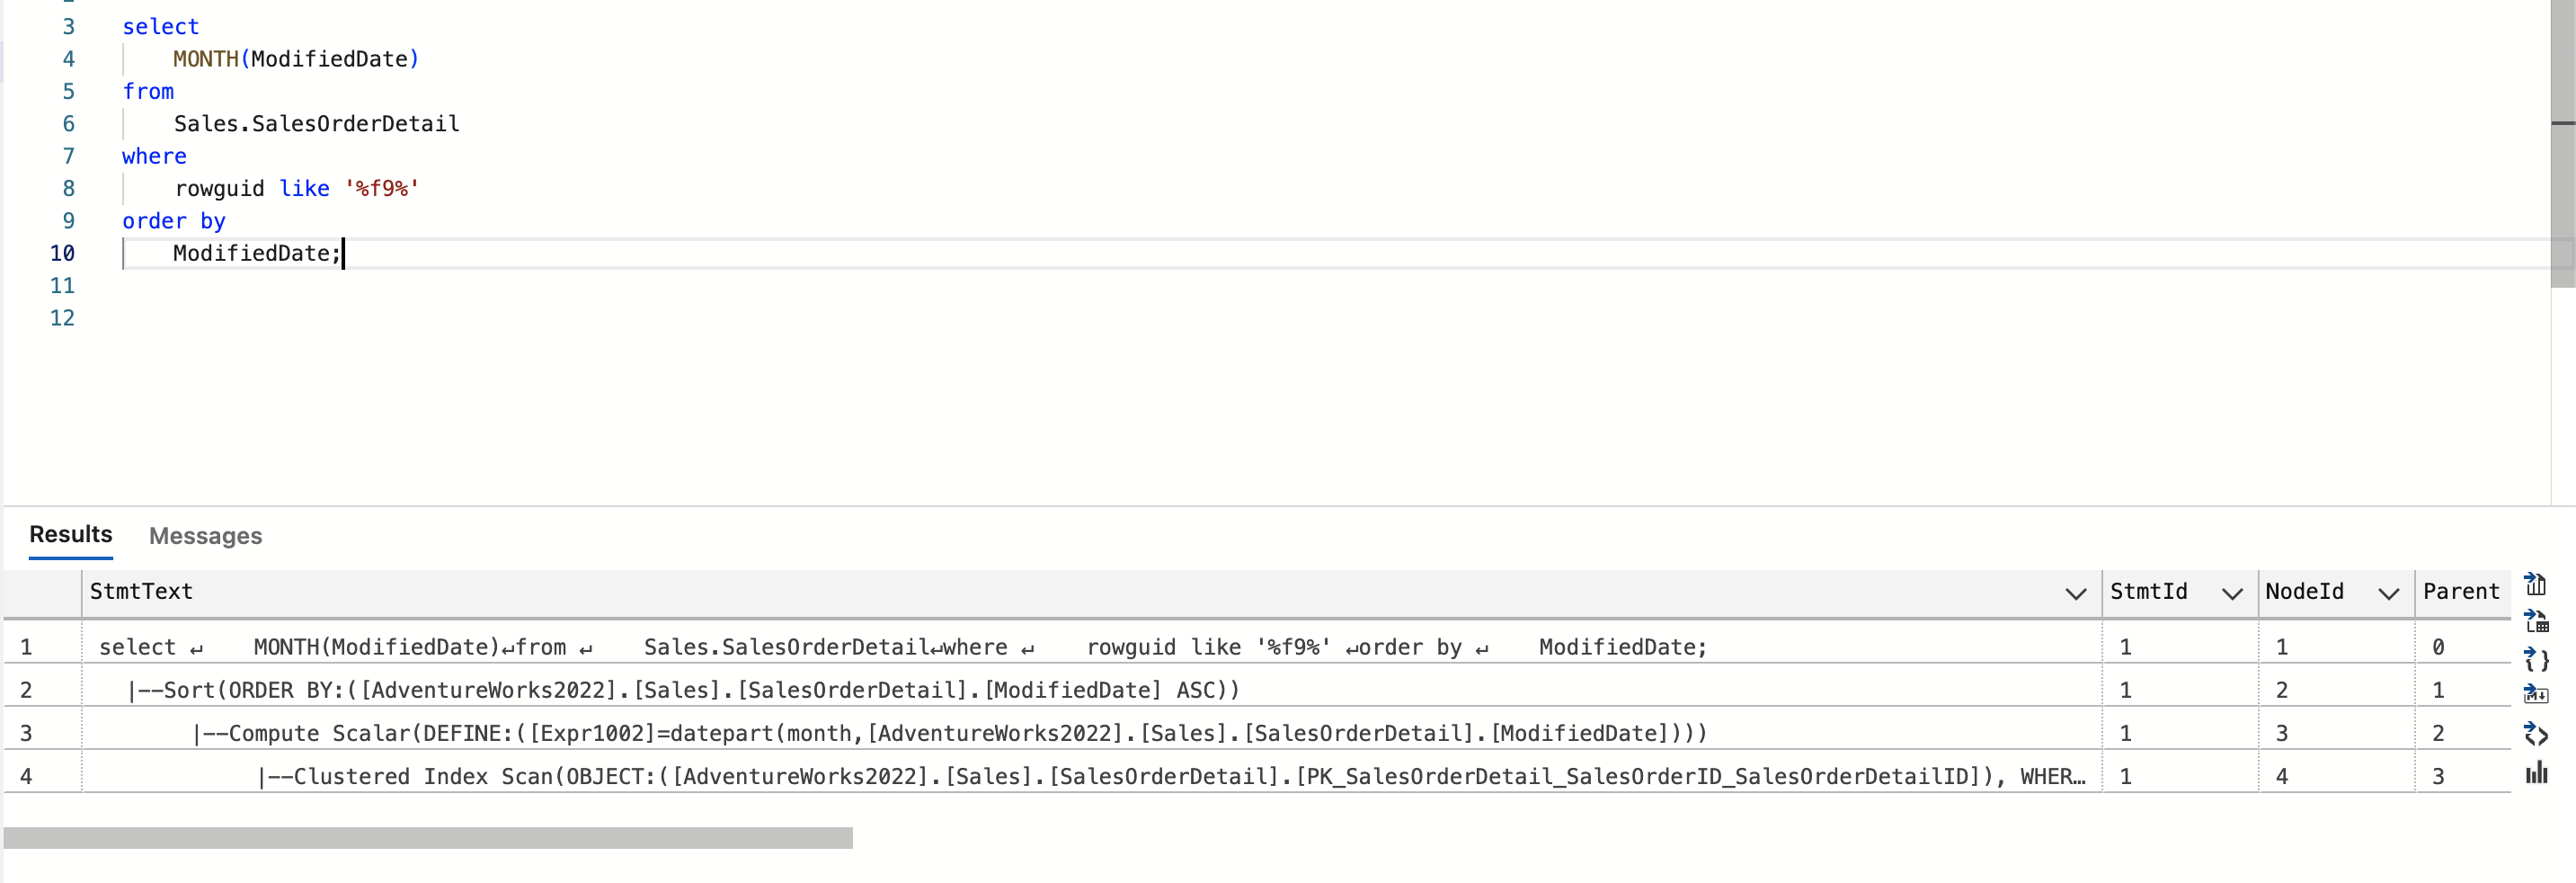 3 select
4 MONTH(ModifiedDate)
5 from
6 Sales.SalesOrderDetail
7 where
8 rowguid like '%f9%'
9 order by
10 ModifiedDate;
11
12
Results Messages
StmtText StmtId NodeId Parent
1 select ↵ MONTH(ModifiedDate)↵from ↵ Sales.SalesOrderDetail↵where ↵ rowguid like '%f9%' ↵order by ↵ ModifiedDate; 1 1 0
2 |--Sort(ORDER BY:([AdventureWorks2022].[Sales].[SalesOrderDetail].[ModifiedDate] ASC)) 1 2 1
3 |--Compute Scalar(DEFINE:([Expr1002]=datepart(month,[AdventureWorks2022].[Sales].[SalesOrderDetail].[ModifiedDate]))) 1 3 2
4 |--Clustered Index Scan(OBJECT:([AdventureWorks2022].[Sales].[SalesOrderDetail].[PK_SalesOrderDetail_SalesOrderID_SalesOrderDetailID]), WHER… 1 4 3